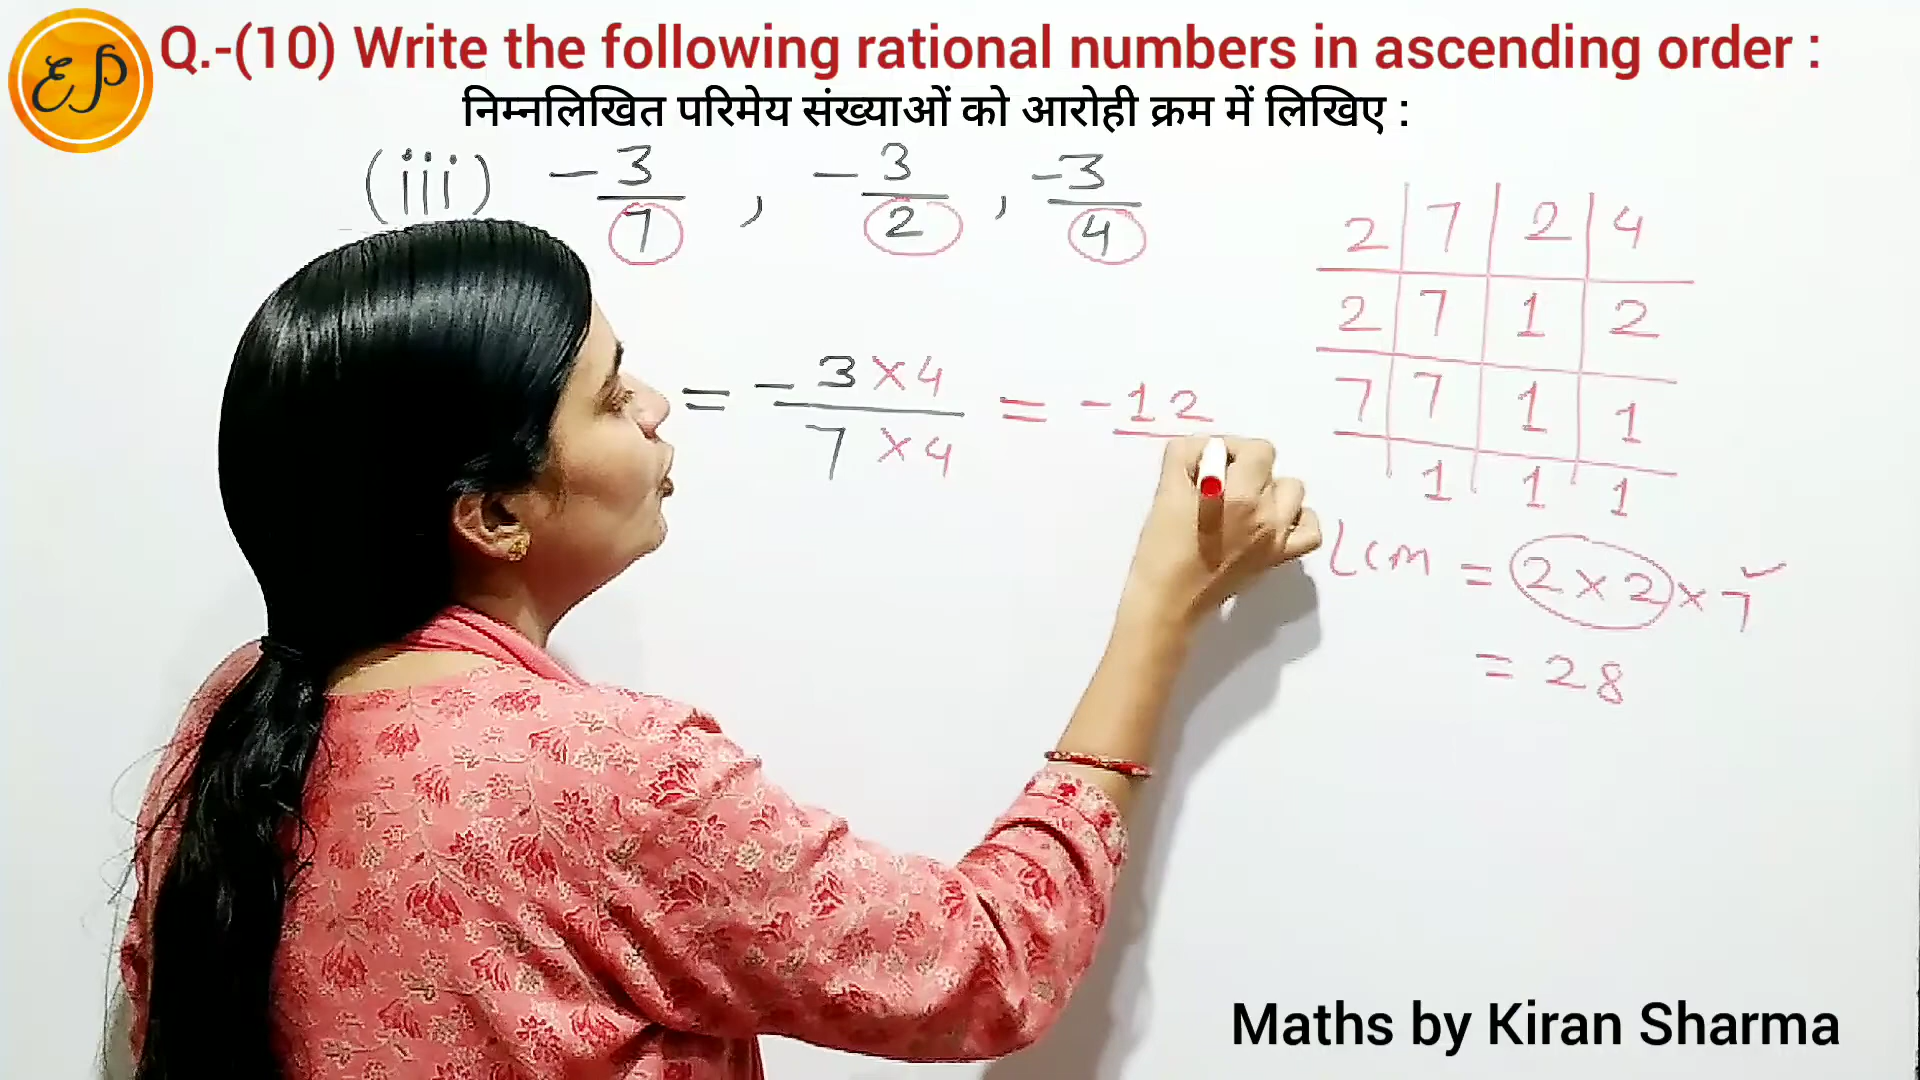 EP
Q.-(10) Write the following rational numbers in ascending order :
निम्नलिखित परिमेय संख्याओं को आरोही क्रम में लिखिए :
(iii) -3/7 , -3/2 , -3/4
= -3×4/7×4 = -12
2 | 7 | 2 | 4
2 | 7 | 1 | 2
7 | 7 | 1 | 1
1 | 1 | 1
LCM = 2×2×7
= 28
Maths by Kiran Sharma